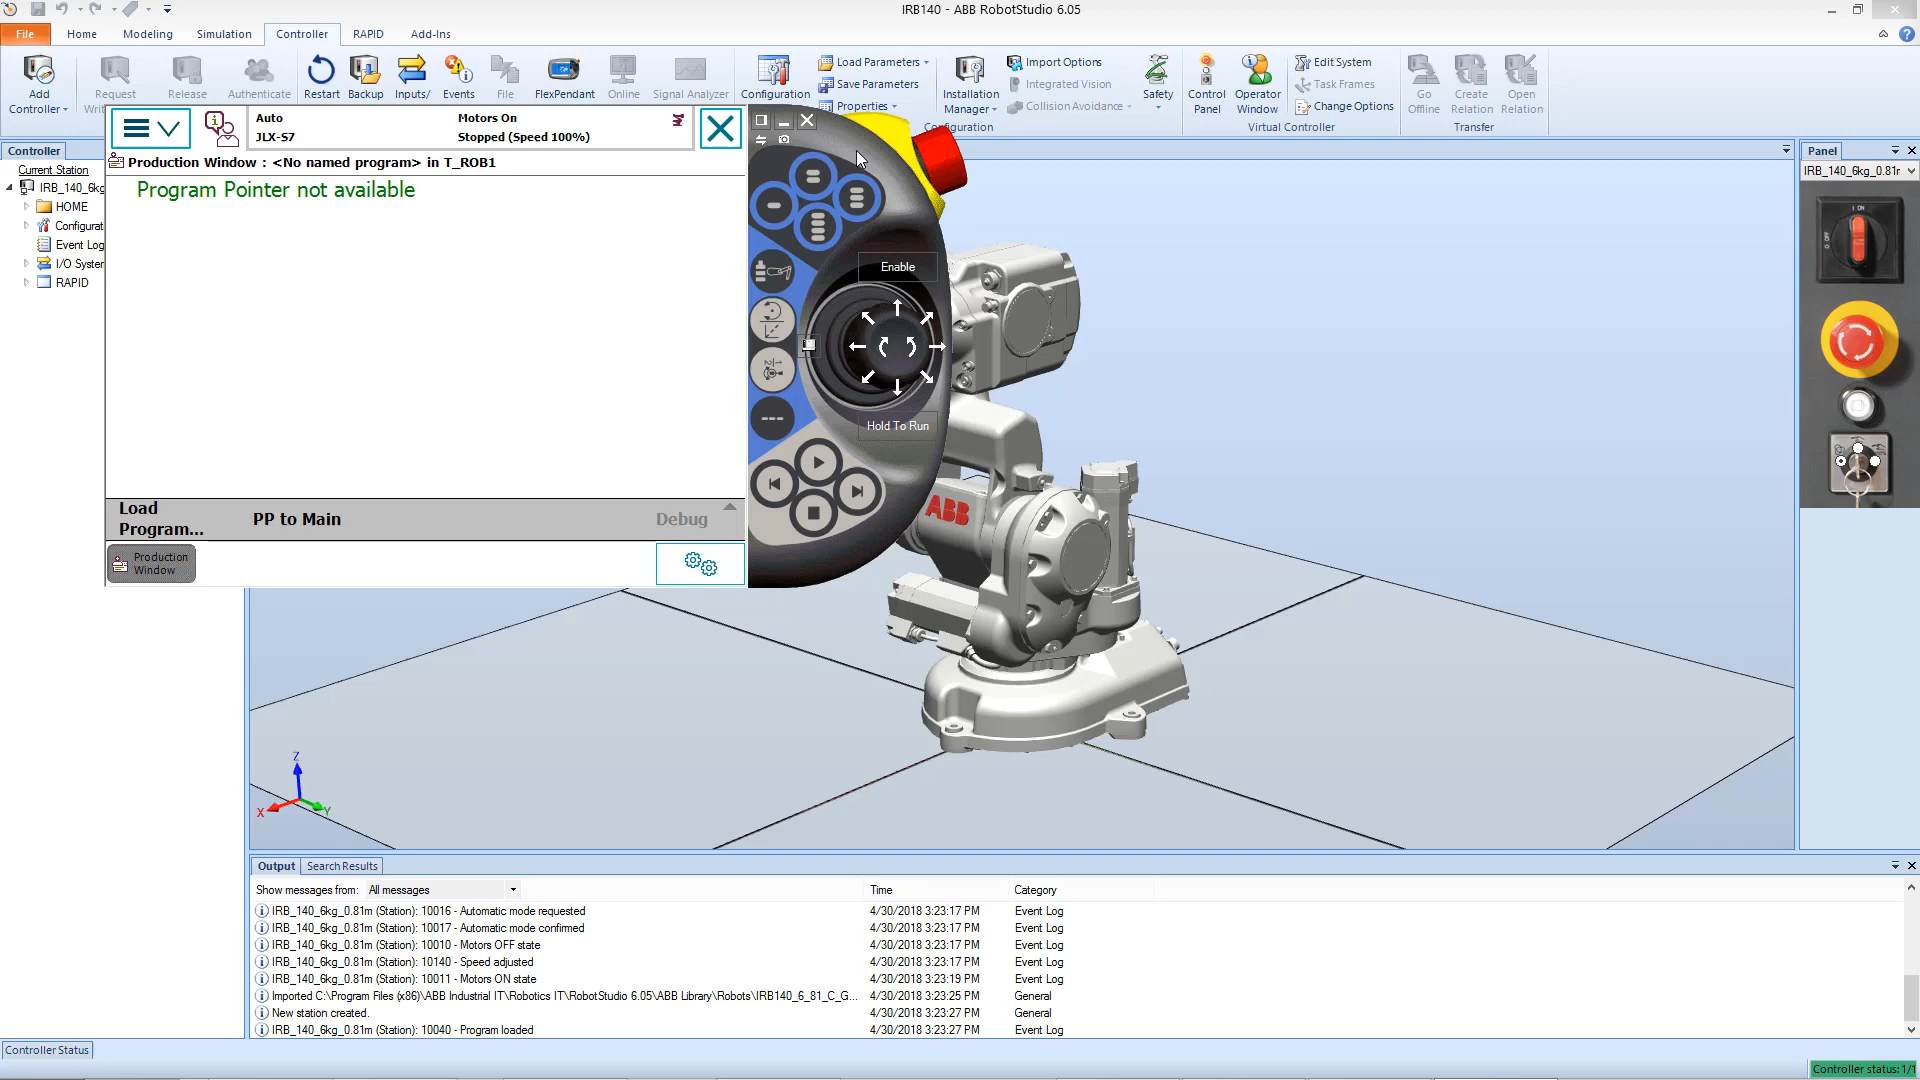 IRB140 - ABB RobotStudio 6.05
File Home Modeling Simulation Controller RAPID Add-Ins
Add Controller
Request
Release
Authenticate
Restart
Backup
Inputs/
Events
File
FlexPendant
Online
Signal Analyzer
Configuration
Load Parameters
Save Parameters
Properties
Configuration
Installation Manager
Import Options
Integrated Vision
Collision Avoidance
Safety
Control Panel
Operator Window
Edit System
Task Frames
Change Options
Virtual Controller
Go Offline
Create Relation
Open Relation
Transfer
Controller
Current Station
IRB_140_6kg
HOME
Configurat
Event Log
I/O System
RAPID
Auto
JLX-S7
Motors On
Stopped (Speed 100%)
Production Window : <No named program> in T_ROB1
Program Pointer not available
Load Program...
PP to Main
Debug
Production Window
Enable
Hold To Run
ABB
Z
X
Y
Panel
IRB_140_6kg_0.81r
I ON
O OFF
Output Search Results
Show messages from: All messages Time Category
IRB_140_6kg_0.81m (Station): 10016 - Automatic mode requested 4/30/2018 3:23:17 PM Event Log
IRB_140_6kg_0.81m (Station): 10017 - Automatic mode confirmed 4/30/2018 3:23:17 PM Event Log
IRB_140_6kg_0.81m (Station): 10010 - Motors OFF state 4/30/2018 3:23:17 PM Event Log
IRB_140_6kg_0.81m (Station): 10140 - Speed adjusted 4/30/2018 3:23:17 PM Event Log
IRB_140_6kg_0.81m (Station): 10011 - Motors ON state 4/30/2018 3:23:19 PM Event Log
Imported C:\Program Files (x86)\ABB Industrial IT\Robotics IT\RobotStudio 6.05\ABB Library\Robots\IRB140_6_81_C_G... 4/30/2018 3:23:25 PM General
New station created. 4/30/2018 3:23:27 PM General
IRB_140_6kg_0.81m (Station): 10040 - Program loaded 4/30/2018 3:23:27 PM Event Log
Controller Status
Controller status: 1/1